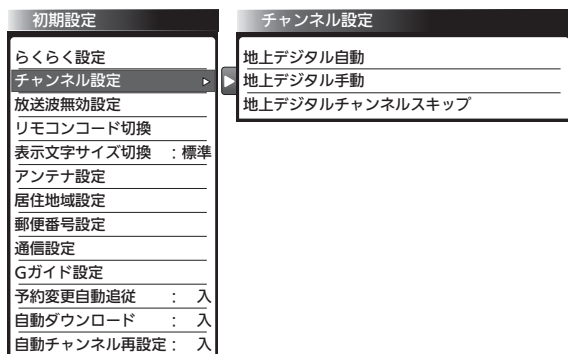 初期設定
らくらく設定
チャンネル設定
放送波無効設定
リモコンコード切換
表示文字サイズ切換 : 標準
アンテナ設定
居住地域設定
郵便番号設定
通信設定
Gガイド設定
予約変更自動追従 : 入
自動ダウンロード : 入
自動チャンネル再設定 : 入
チャンネル設定
地上デジタル自動
地上デジタル手動
地上デジタルチャンネルスキップ